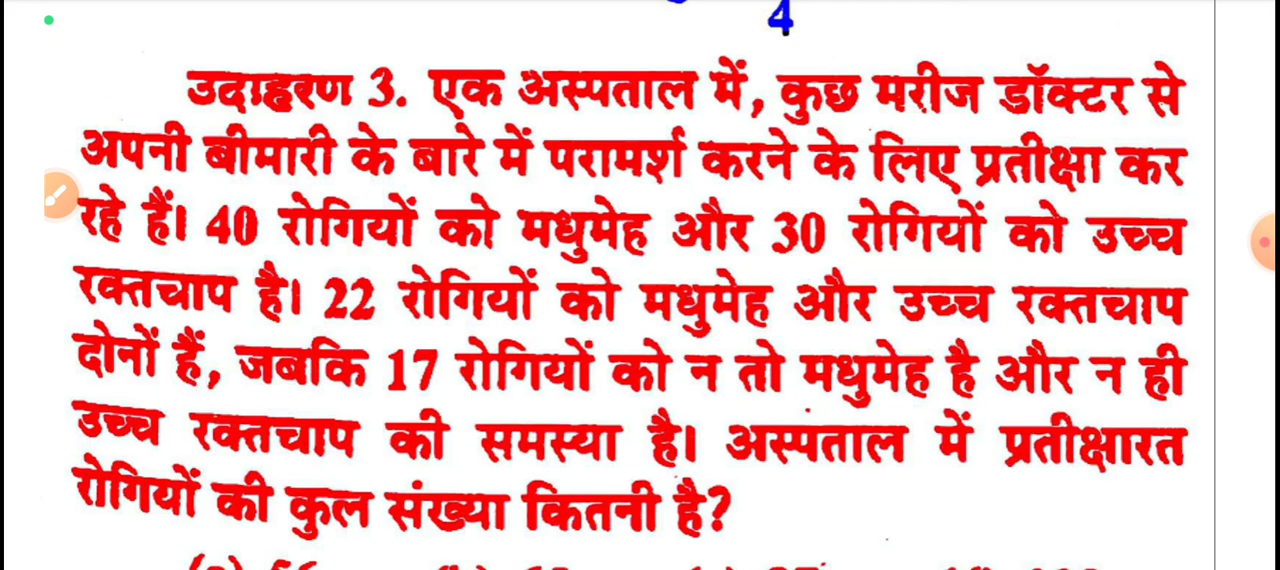 4
उदाहरण 3. एक अस्पताल में, कुछ मरीज डॉक्टर से
अपनी बीमारी के बारे में परामर्श करने के लिए प्रतीक्षा कर
रहे हैं। 40 रोगियों को मधुमेह और 30 रोगियों को उच्च
रक्तचाप है। 22 रोगियों को मधुमेह और उच्च रक्तचाप
दोनों हैं, जबकि 17 रोगियों को न तो मधुमेह है और न ही
उच्च रक्तचाप की समस्या है। अस्पताल में प्रतीक्षारत
रोगियों की कुल संख्या कितनी है?